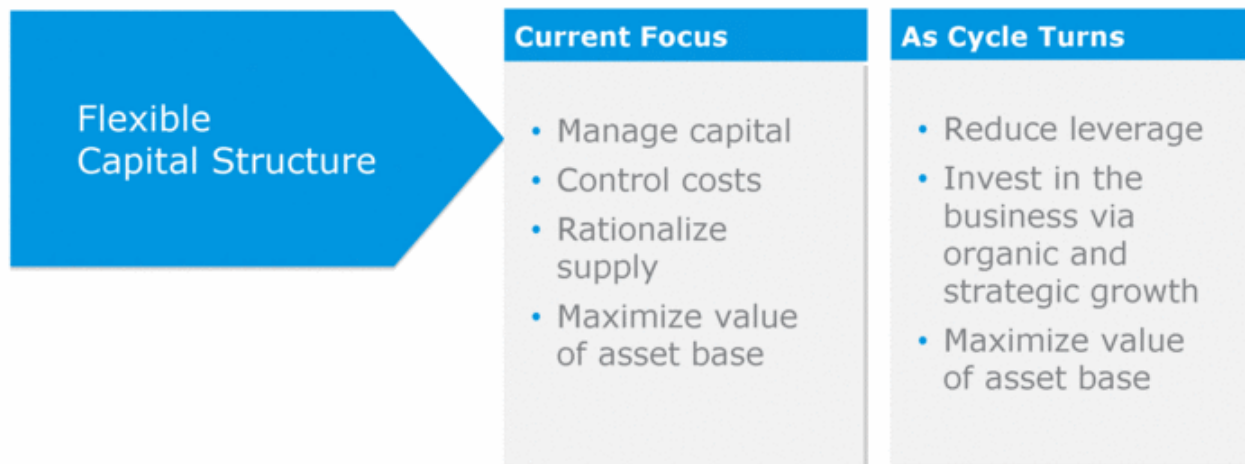 Flexible
Capital Structure
Current Focus
• Manage capital
• Control costs
• Rationalize
supply
• Maximize value
of asset base
As Cycle Turns
• Reduce leverage
• Invest in the
business via
organic and
strategic growth
• Maximize value
of asset base